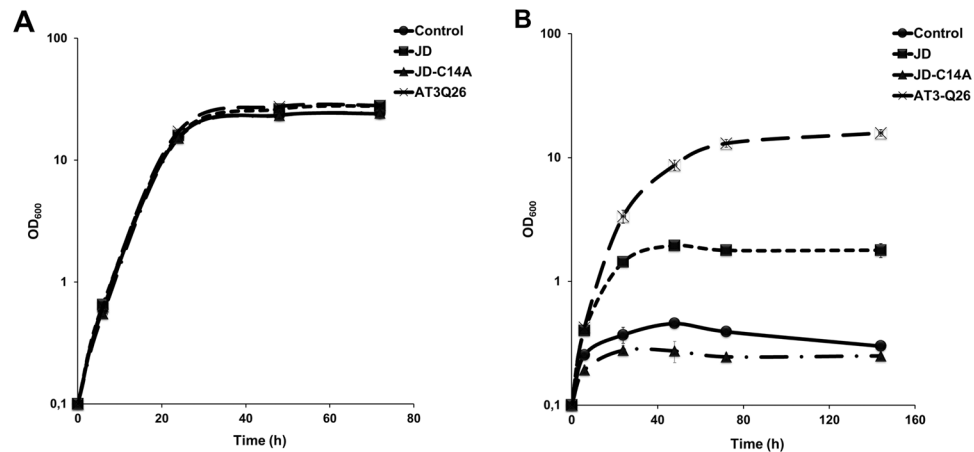 A
Control
JD
JD-C14A
AT3Q26
100
10
1
0,1
OD600
0
20
40
60
80
Time (h)
B
Control
JD
JD-C14A
AT3-Q26
100
10
1
0,1
OD600
0
40
80
120
160
Time (h)